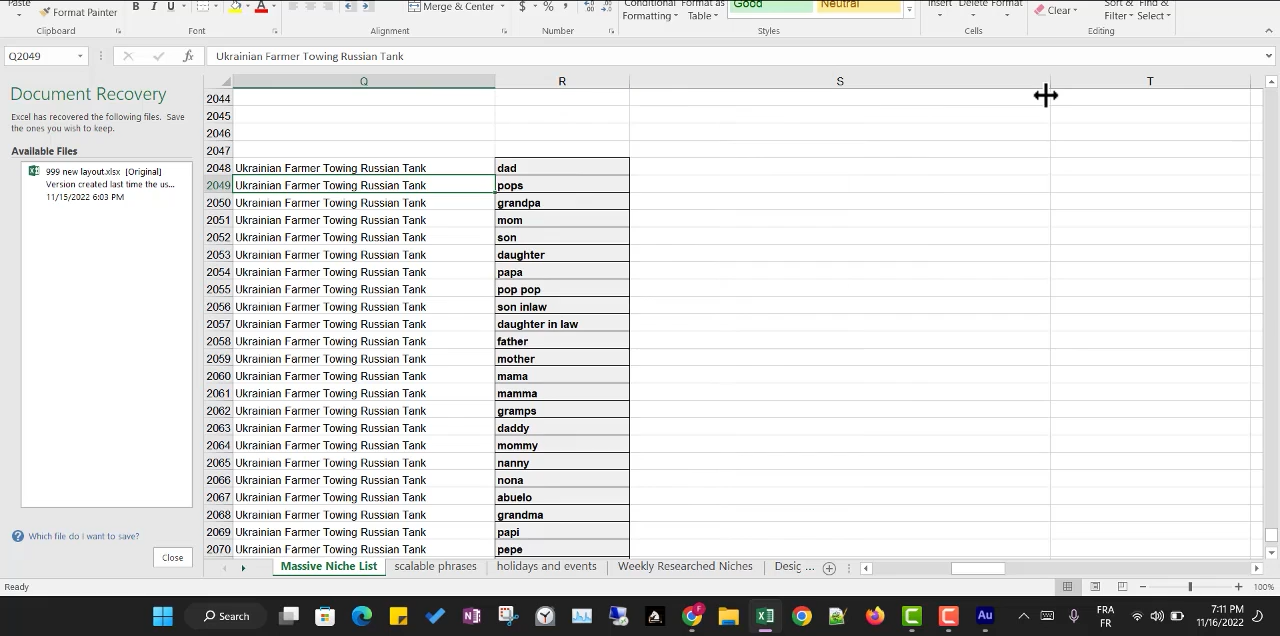 Paste
Format Painter
B I U
A
Merge & Center
$ % ,
Conditional Format as
Formatting Table
Good
Neutral
Insert Delete Format
Clear
Sort & Find &
Filter Select
Clipboard
Font
Alignment
Number
Styles
Cells
Editing
Q2049
fx
Ukrainian Farmer Towing Russian Tank
Document Recovery
Excel has recovered the following files. Save
the ones you wish to keep.
Available Files
999 new layout.xlsx [Original]
Version created last time the us...
11/15/2022 6:03 PM
Which file do I want to save?
Close
Q R S T
2044
2045
2046
2047
2048 Ukrainian Farmer Towing Russian Tank dad
2049 Ukrainian Farmer Towing Russian Tank pops
2050 Ukrainian Farmer Towing Russian Tank grandpa
2051 Ukrainian Farmer Towing Russian Tank mom
2052 Ukrainian Farmer Towing Russian Tank son
2053 Ukrainian Farmer Towing Russian Tank daughter
2054 Ukrainian Farmer Towing Russian Tank papa
2055 Ukrainian Farmer Towing Russian Tank pop pop
2056 Ukrainian Farmer Towing Russian Tank son inlaw
2057 Ukrainian Farmer Towing Russian Tank daughter in law
2058 Ukrainian Farmer Towing Russian Tank father
2059 Ukrainian Farmer Towing Russian Tank mother
2060 Ukrainian Farmer Towing Russian Tank mama
2061 Ukrainian Farmer Towing Russian Tank mamma
2062 Ukrainian Farmer Towing Russian Tank gramps
2063 Ukrainian Farmer Towing Russian Tank daddy
2064 Ukrainian Farmer Towing Russian Tank mommy
2065 Ukrainian Farmer Towing Russian Tank nanny
2066 Ukrainian Farmer Towing Russian Tank nona
2067 Ukrainian Farmer Towing Russian Tank abuelo
2068 Ukrainian Farmer Towing Russian Tank grandma
2069 Ukrainian Farmer Towing Russian Tank papi
2070 Ukrainian Farmer Towing Russian Tank pepe
Massive Niche List scalable phrases holidays and events Weekly Researched Niches Desig ...
Ready
100%
Search
Au
FRA
FR
7:11 PM
11/16/2022